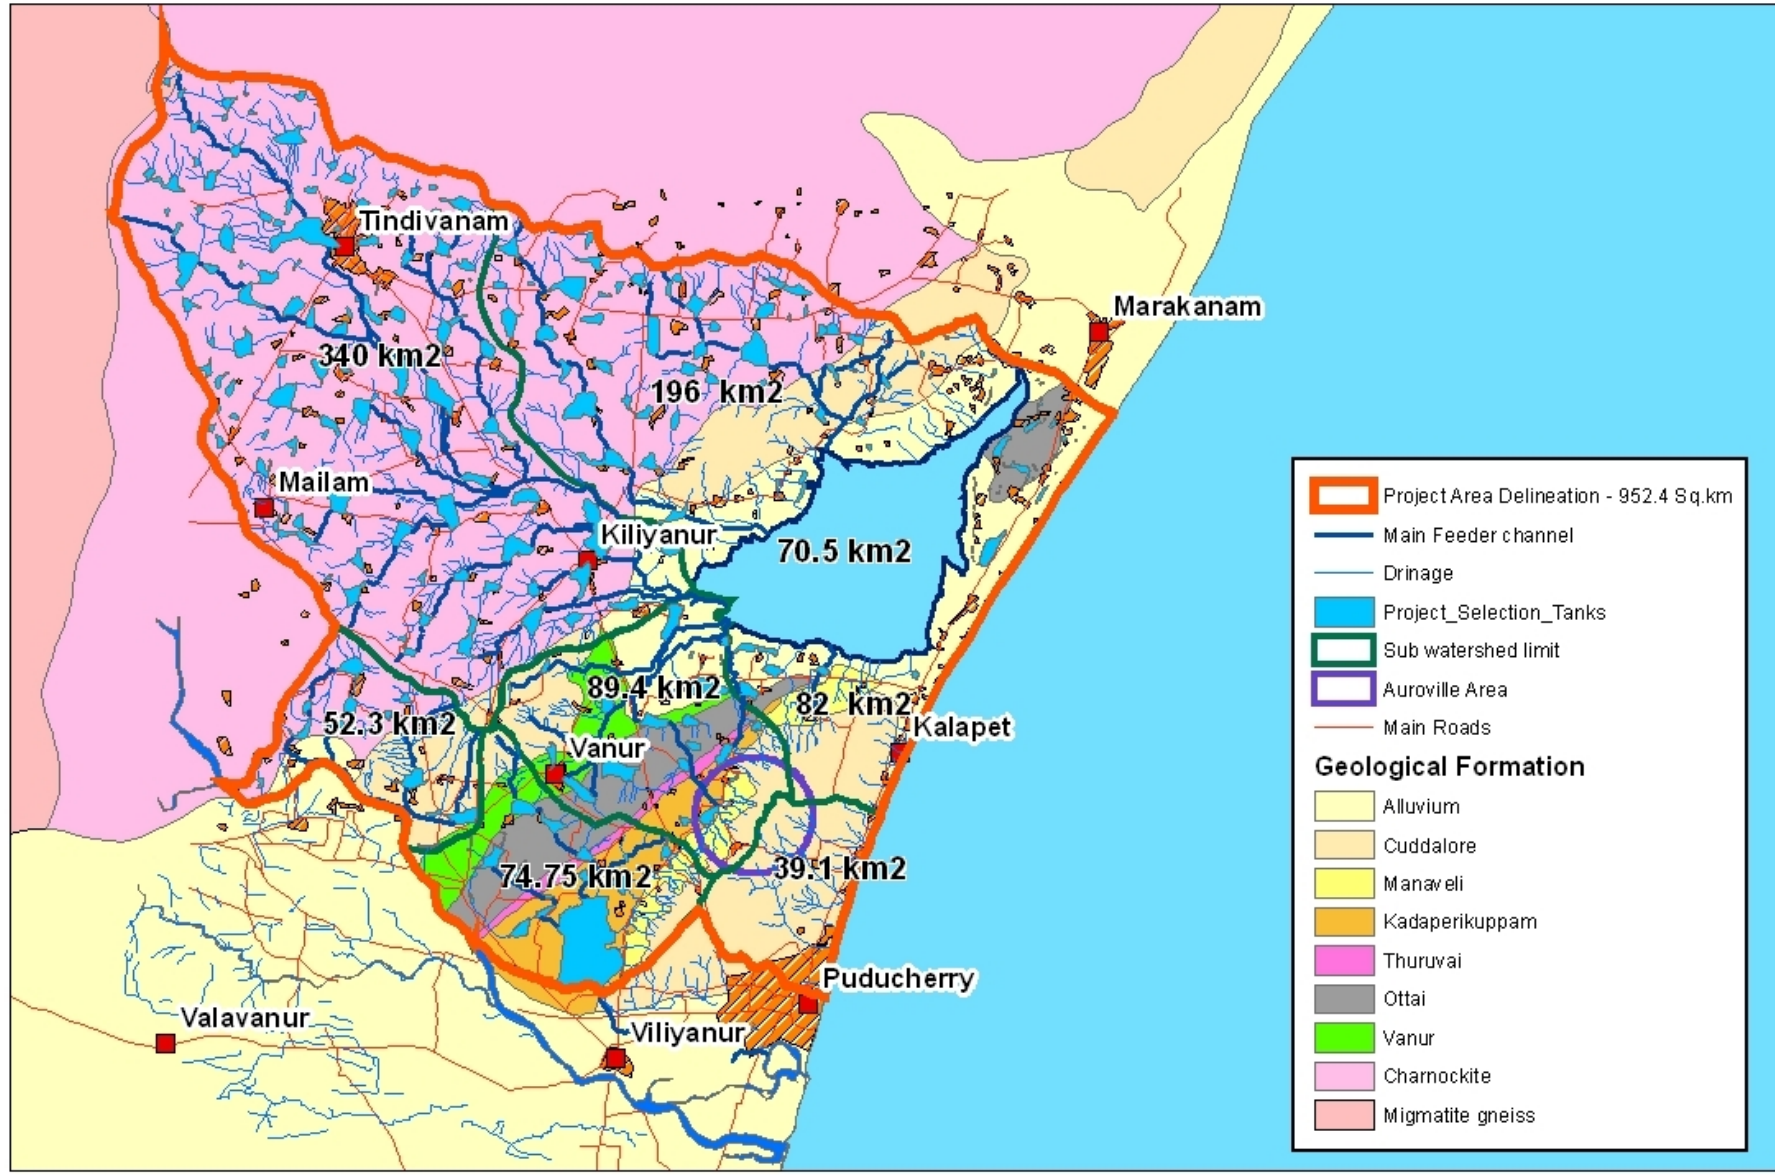 Tindivanam
Marakanam
340 km2
196 km2
Mailam
Kiliyanur
70.5 km2
89.4 km2
82 km2
52.3 km2
Kalapet
Vanur
74.75 km2
39.1 km2
Puducherry
Valavanur
Viliyanur
Project Area Delineation - 952.4 Sq.km
Main Feeder channel
Drinage
Project_Selection_Tanks
Sub watershed limit
Auroville Area
Main Roads
Geological Formation
Alluvium
Cuddalore
Manaveli
Kadaperikuppam
Thuruvai
Ottai
Vanur
Charnockite
Migmatite gneiss